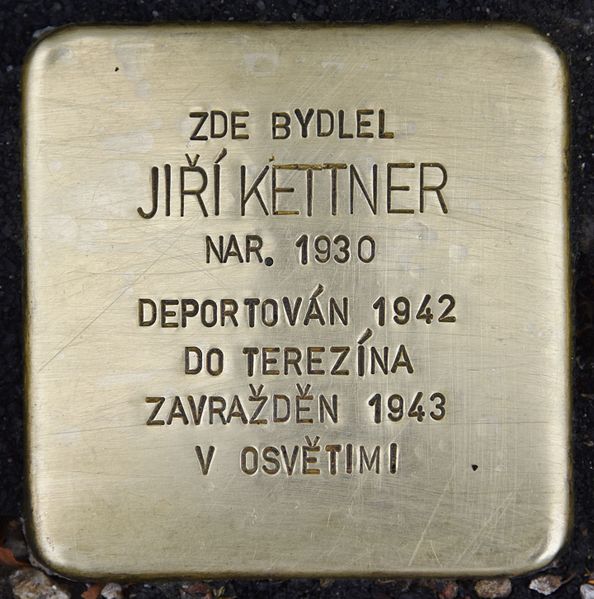 ZDE BYDLEL
JIŘÍ KETTNER
NAR. 1930
DEPORTOVÁN 1942
DO TEREZÍNA
ZAVRAŽDĚN 1943
V OSVĚTIMI